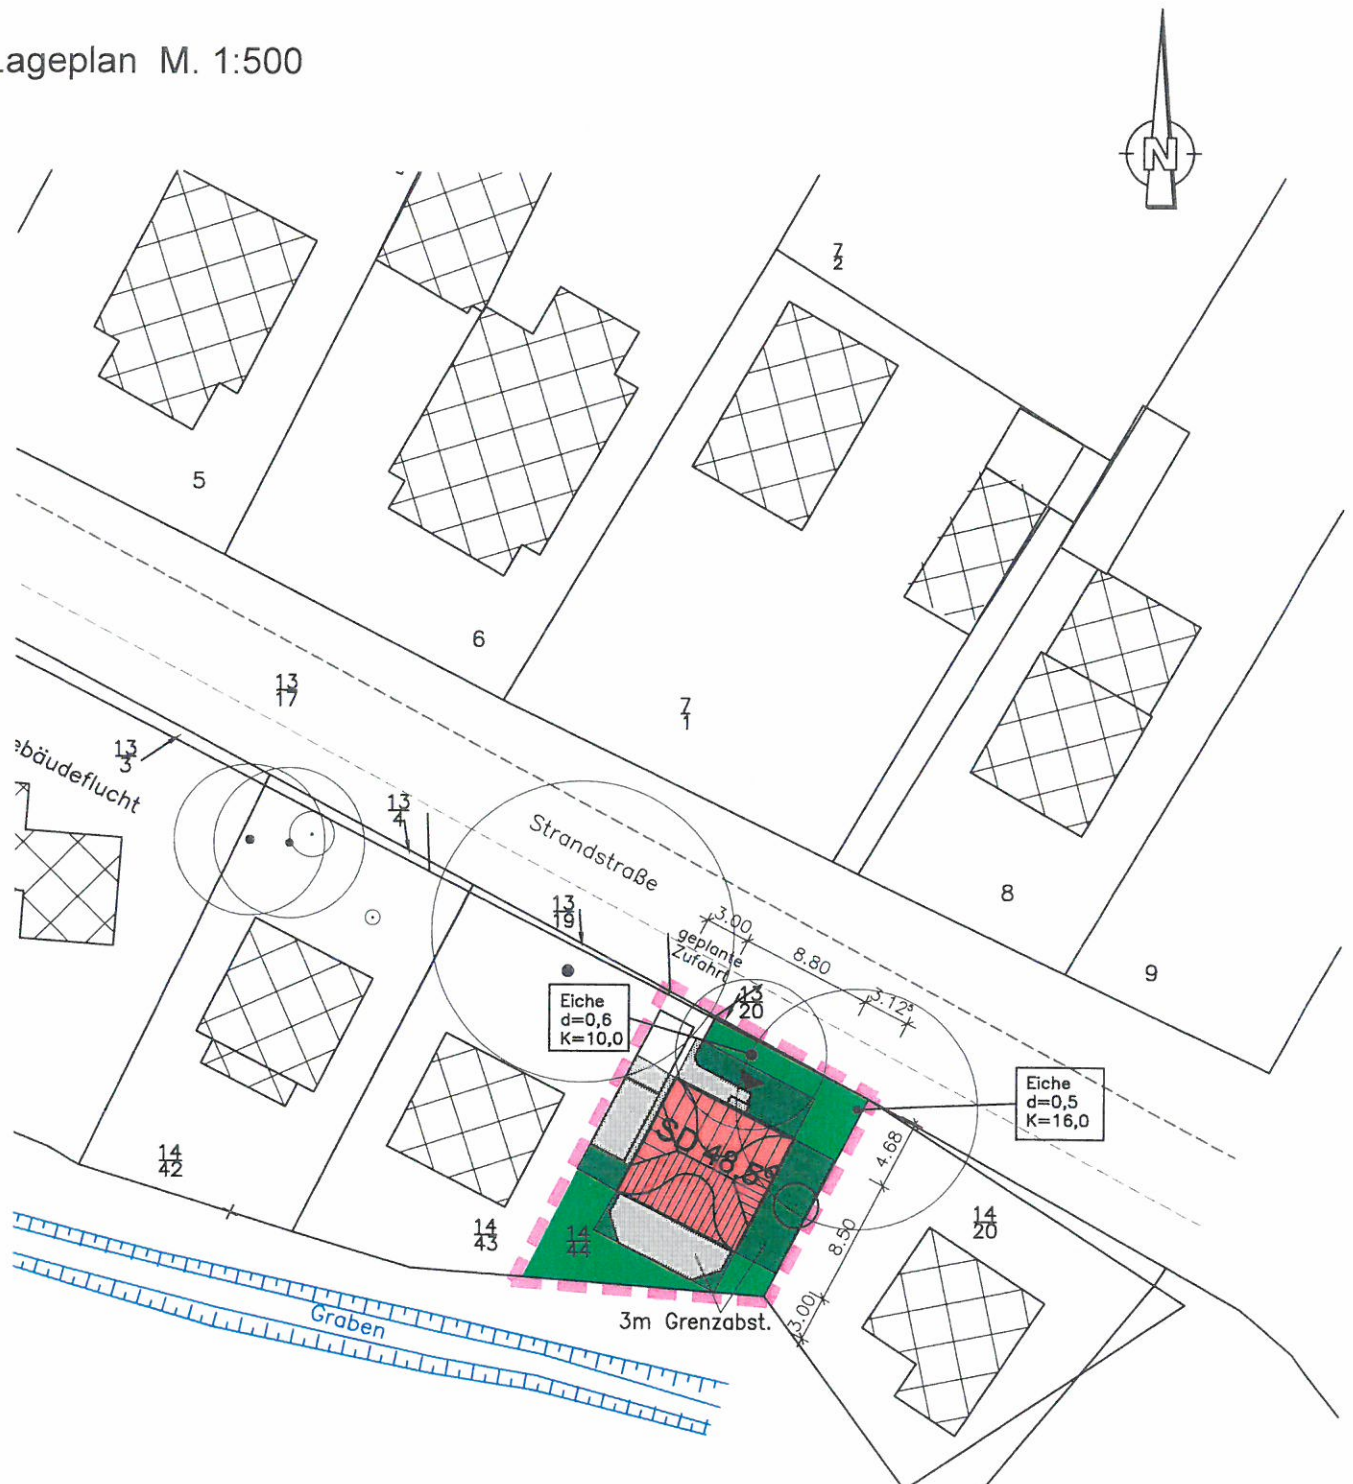 Lageplan M. 1:500
N
7
2
5
6
13
17
7
1
13
3
ebäudeflucht
13
4
Strandstraße
8
13
19
3.00
geplante
Zufahrt
8.80
9
3.12⁵
13
20
Eiche
d=0,6
K=10,0
Eiche
d=0,5
K=16,0
SD 48,5°
4.68
14
42
14
43
14
44
8.50
14
20
Graben
3m Grenzabst.
3.00